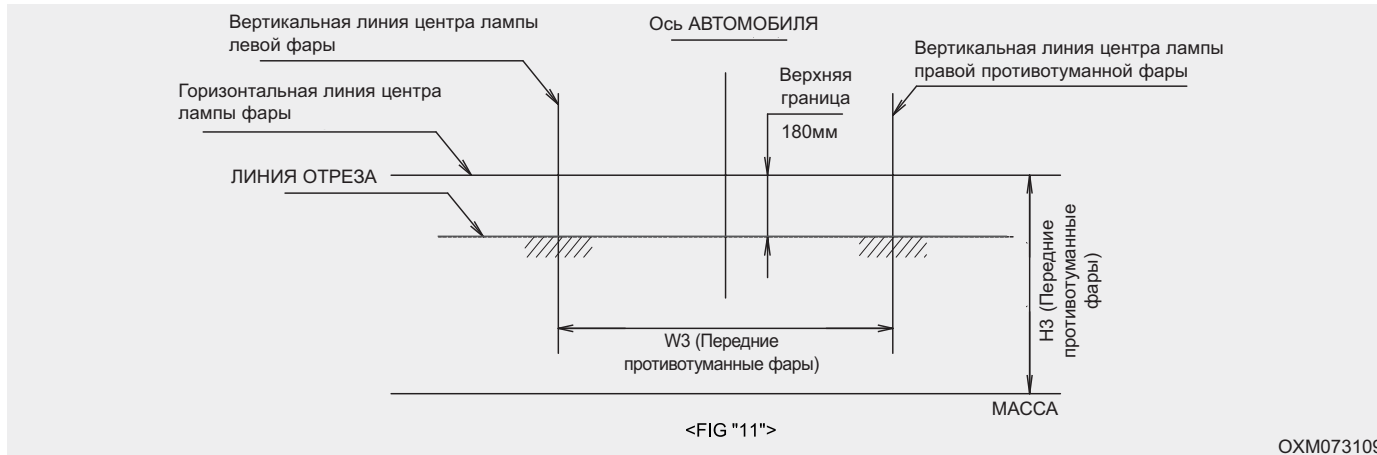 Вертикальная линия центра лампы
левой фары
Ось АВТОМОБИЛЯ
Вертикальная линия центра лампы
правой противотуманной фары
Верхняя
граница
180мм
Горизонтальная линия центра
лампы фары
ЛИНИЯ ОТРЕЗА
W3 (Передние
противотуманные фары)
H3 (Передние
противотуманные
фары)
МАССА
<FIG "11">
OXM073109